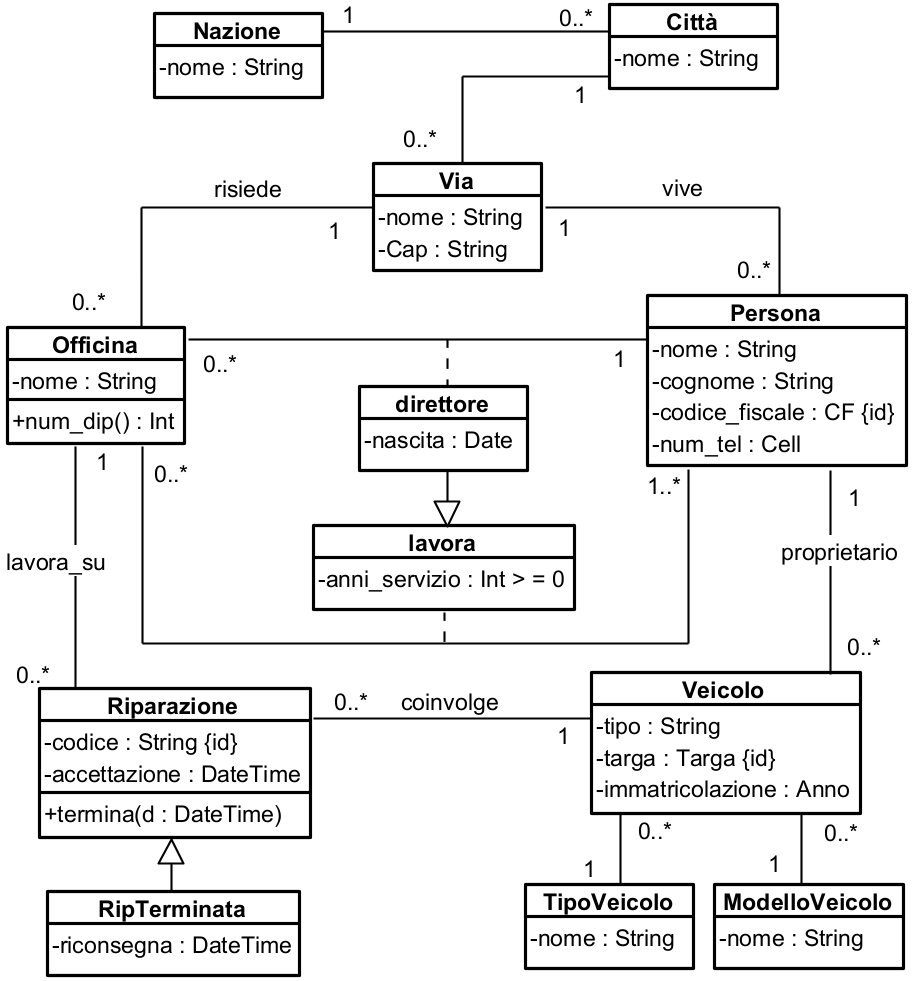 Nazione
-nome : String
1
0..*
Città
-nome : String
1
0..*
Via
-nome : String
-Cap : String
risiede
1
0..*
vive
1
0..*
Officina
-nome : String
+num_dip() : Int
Persona
-nome : String
-cognome : String
-codice_fiscale : CF {id}
-num_tel : Cell
0..*
1
direttore
-nascita : Date
lavora
-anni_servizio : Int > = 0
0..*
1..*
1
lavora_su
0..*
1
proprietario
0..*
Riparazione
-codice : String {id}
-accettazione : DateTime
+termina(d : DateTime)
0..*
coinvolge
1
Veicolo
-tipo : String
-targa : Targa {id}
-immatricolazione : Anno
0..*
1
0..*
1
RipTerminata
-riconsegna : DateTime
TipoVeicolo
-nome : String
ModelloVeicolo
-nome : String